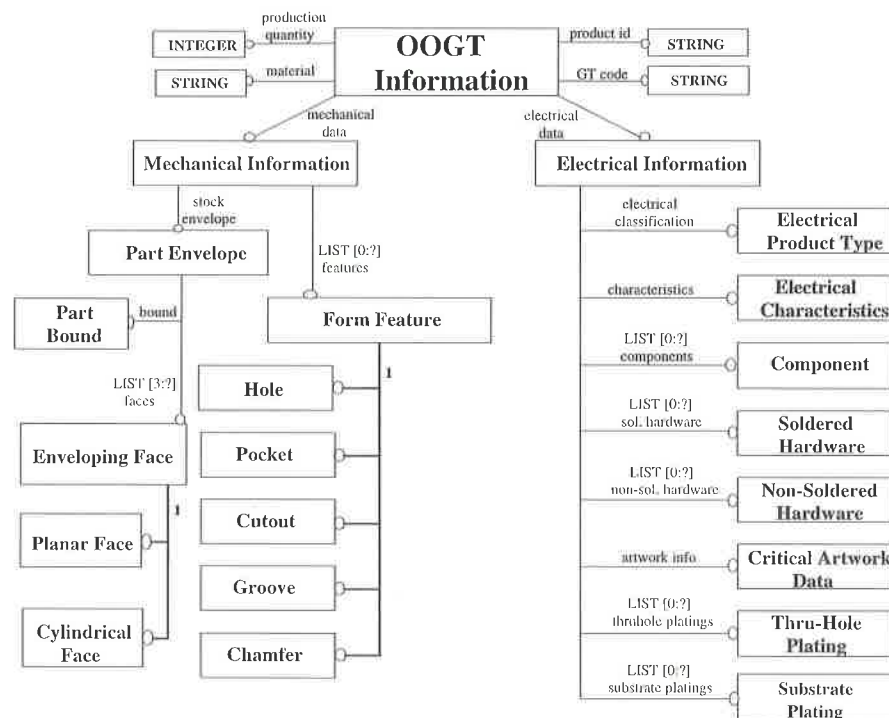 production
quantity
INTEGER
material
STRING
OOGT
Information
product id
STRING
GT code
STRING
mechanical
data
electrical
data
Mechanical Information
Electrical Information
stock
envelope
Part Envelope
LIST [0:?]
features
bound
Part
Bound
Form Feature
LIST [3:?]
faces
1
Hole
Enveloping Face
Pocket
1
Planar Face
Cutout
Groove
Cylindrical
Face
Chamfer
electrical
classification
Electrical
Product Type
characteristics
Electrical
Characteristics
LIST [0:?]
components
Component
LIST [0:?]
sol. hardware
Soldered
Hardware
LIST [0:?]
non-sol. hardware
Non-Soldered
Hardware
artwork info
Critical Artwork
Data
LIST [0:?]
thruhole platings
Thru-Hole
Plating
LIST [0:?]
substrate platings
Substrate
Plating